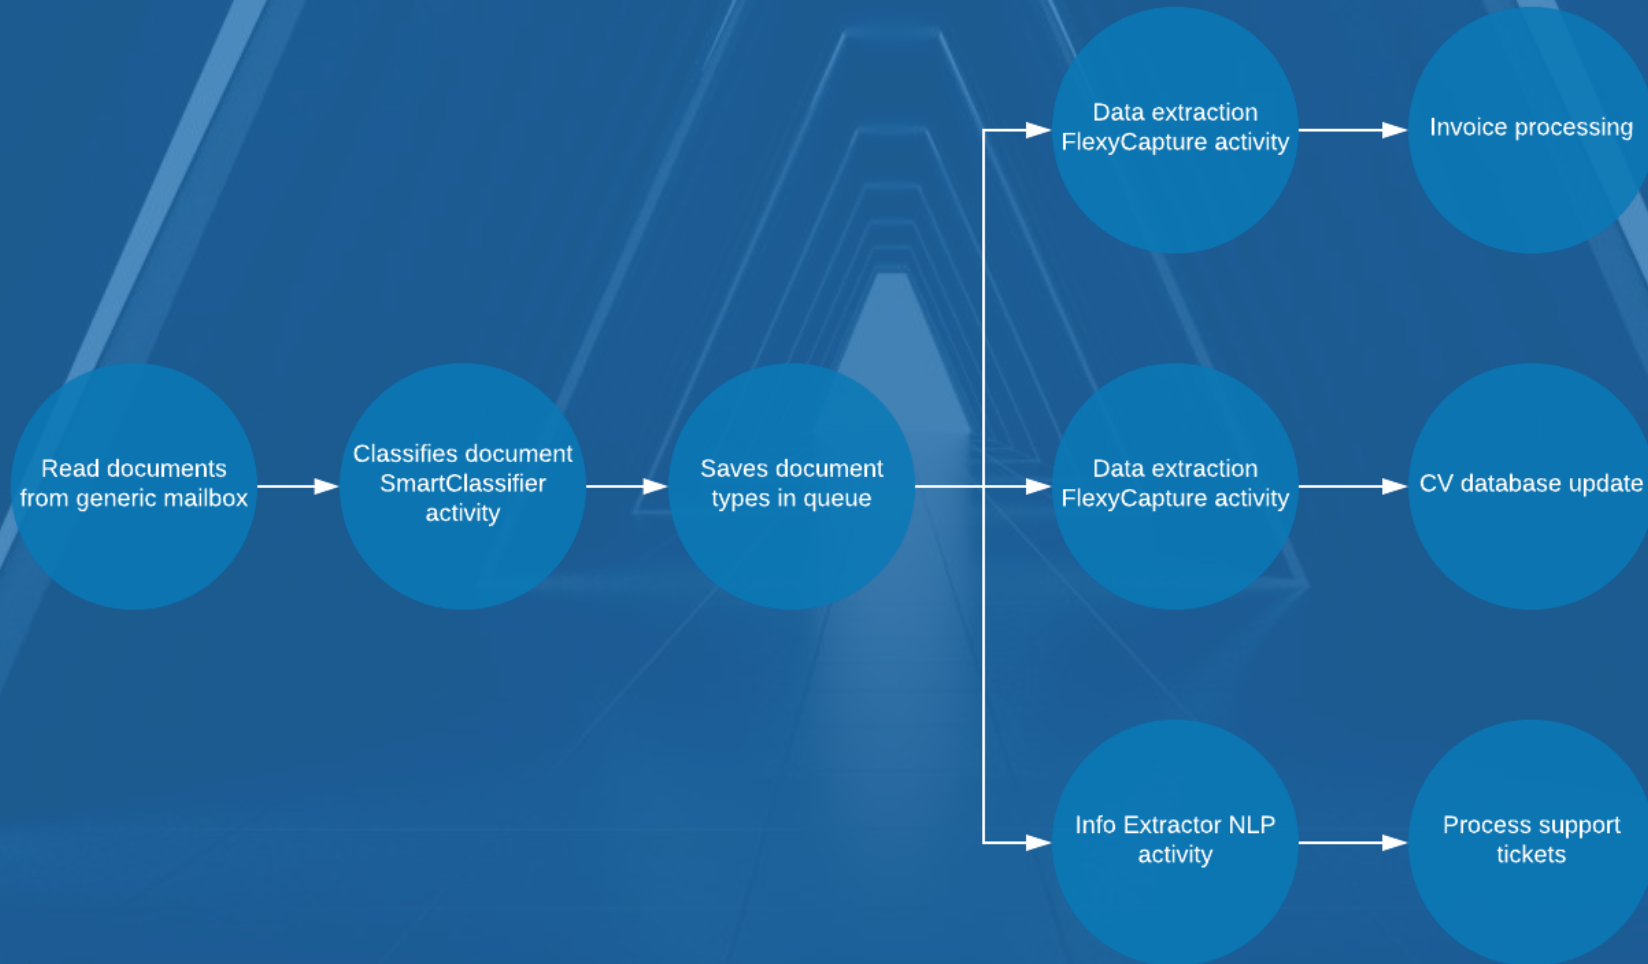 Data extraction
FlexyCapture activity
Invoice processing
Read documents
from generic mailbox
Classifies document
SmartClassifier
activity
Saves document
types in queue
Data extraction
FlexyCapture activity
CV database update
Info Extractor NLP
activity
Process support
tickets